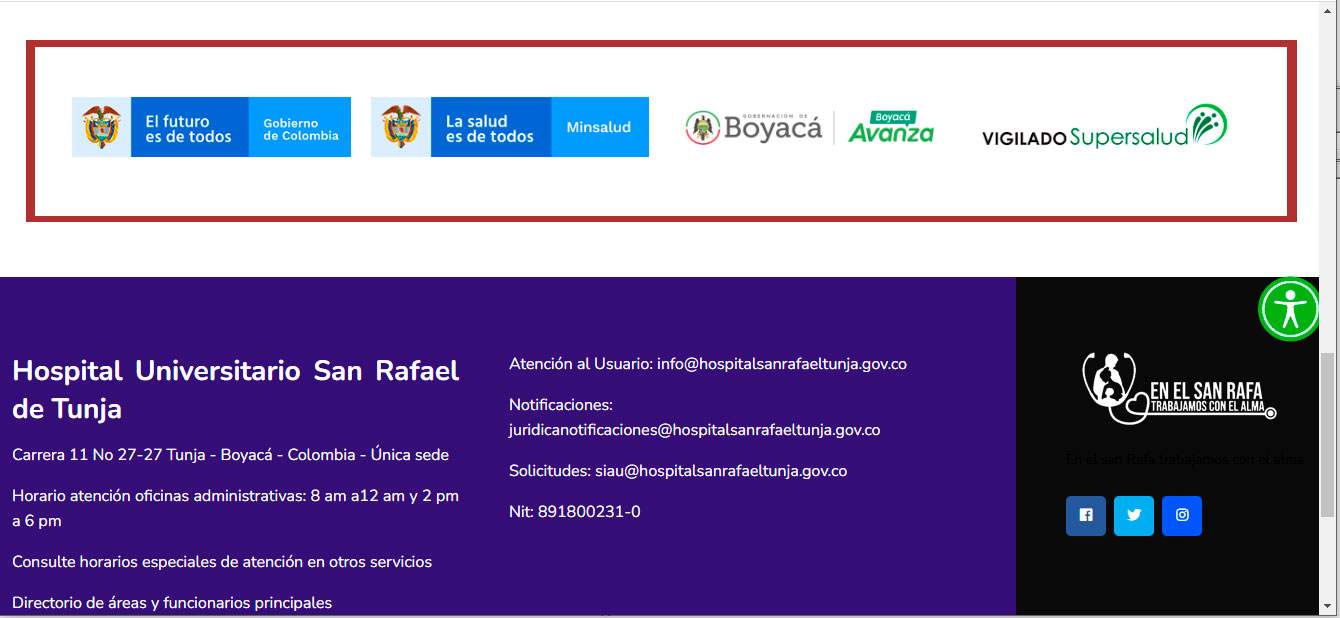 El futuro
es de todos
Gobierno
de Colombia
La salud
es de todos
Minsalud
GOBERNACIÓN DE
Boyacá
Boyacá
Avanza
VIGILADO Supersalud
Hospital Universitario San Rafael
de Tunja
Carrera 11 No 27-27 Tunja - Boyacá - Colombia - Única sede
Horario atención oficinas administrativas: 8 am a12 am y 2 pm
a 6 pm
Consulte horarios especiales de atención en otros servicios
Directorio de áreas y funcionarios principales
Atención al Usuario: info@hospitalsanrafaeltunja.gov.co
Notificaciones:
juridicanotificaciones@hospitalsanrafaeltunja.gov.co
Solicitudes: siau@hospitalsanrafaeltunja.gov.co
Nit: 891800231-0
EN EL SAN RAFA
TRABAJAMOS CON EL ALMA
En el san Rafa trabajamos con el alma